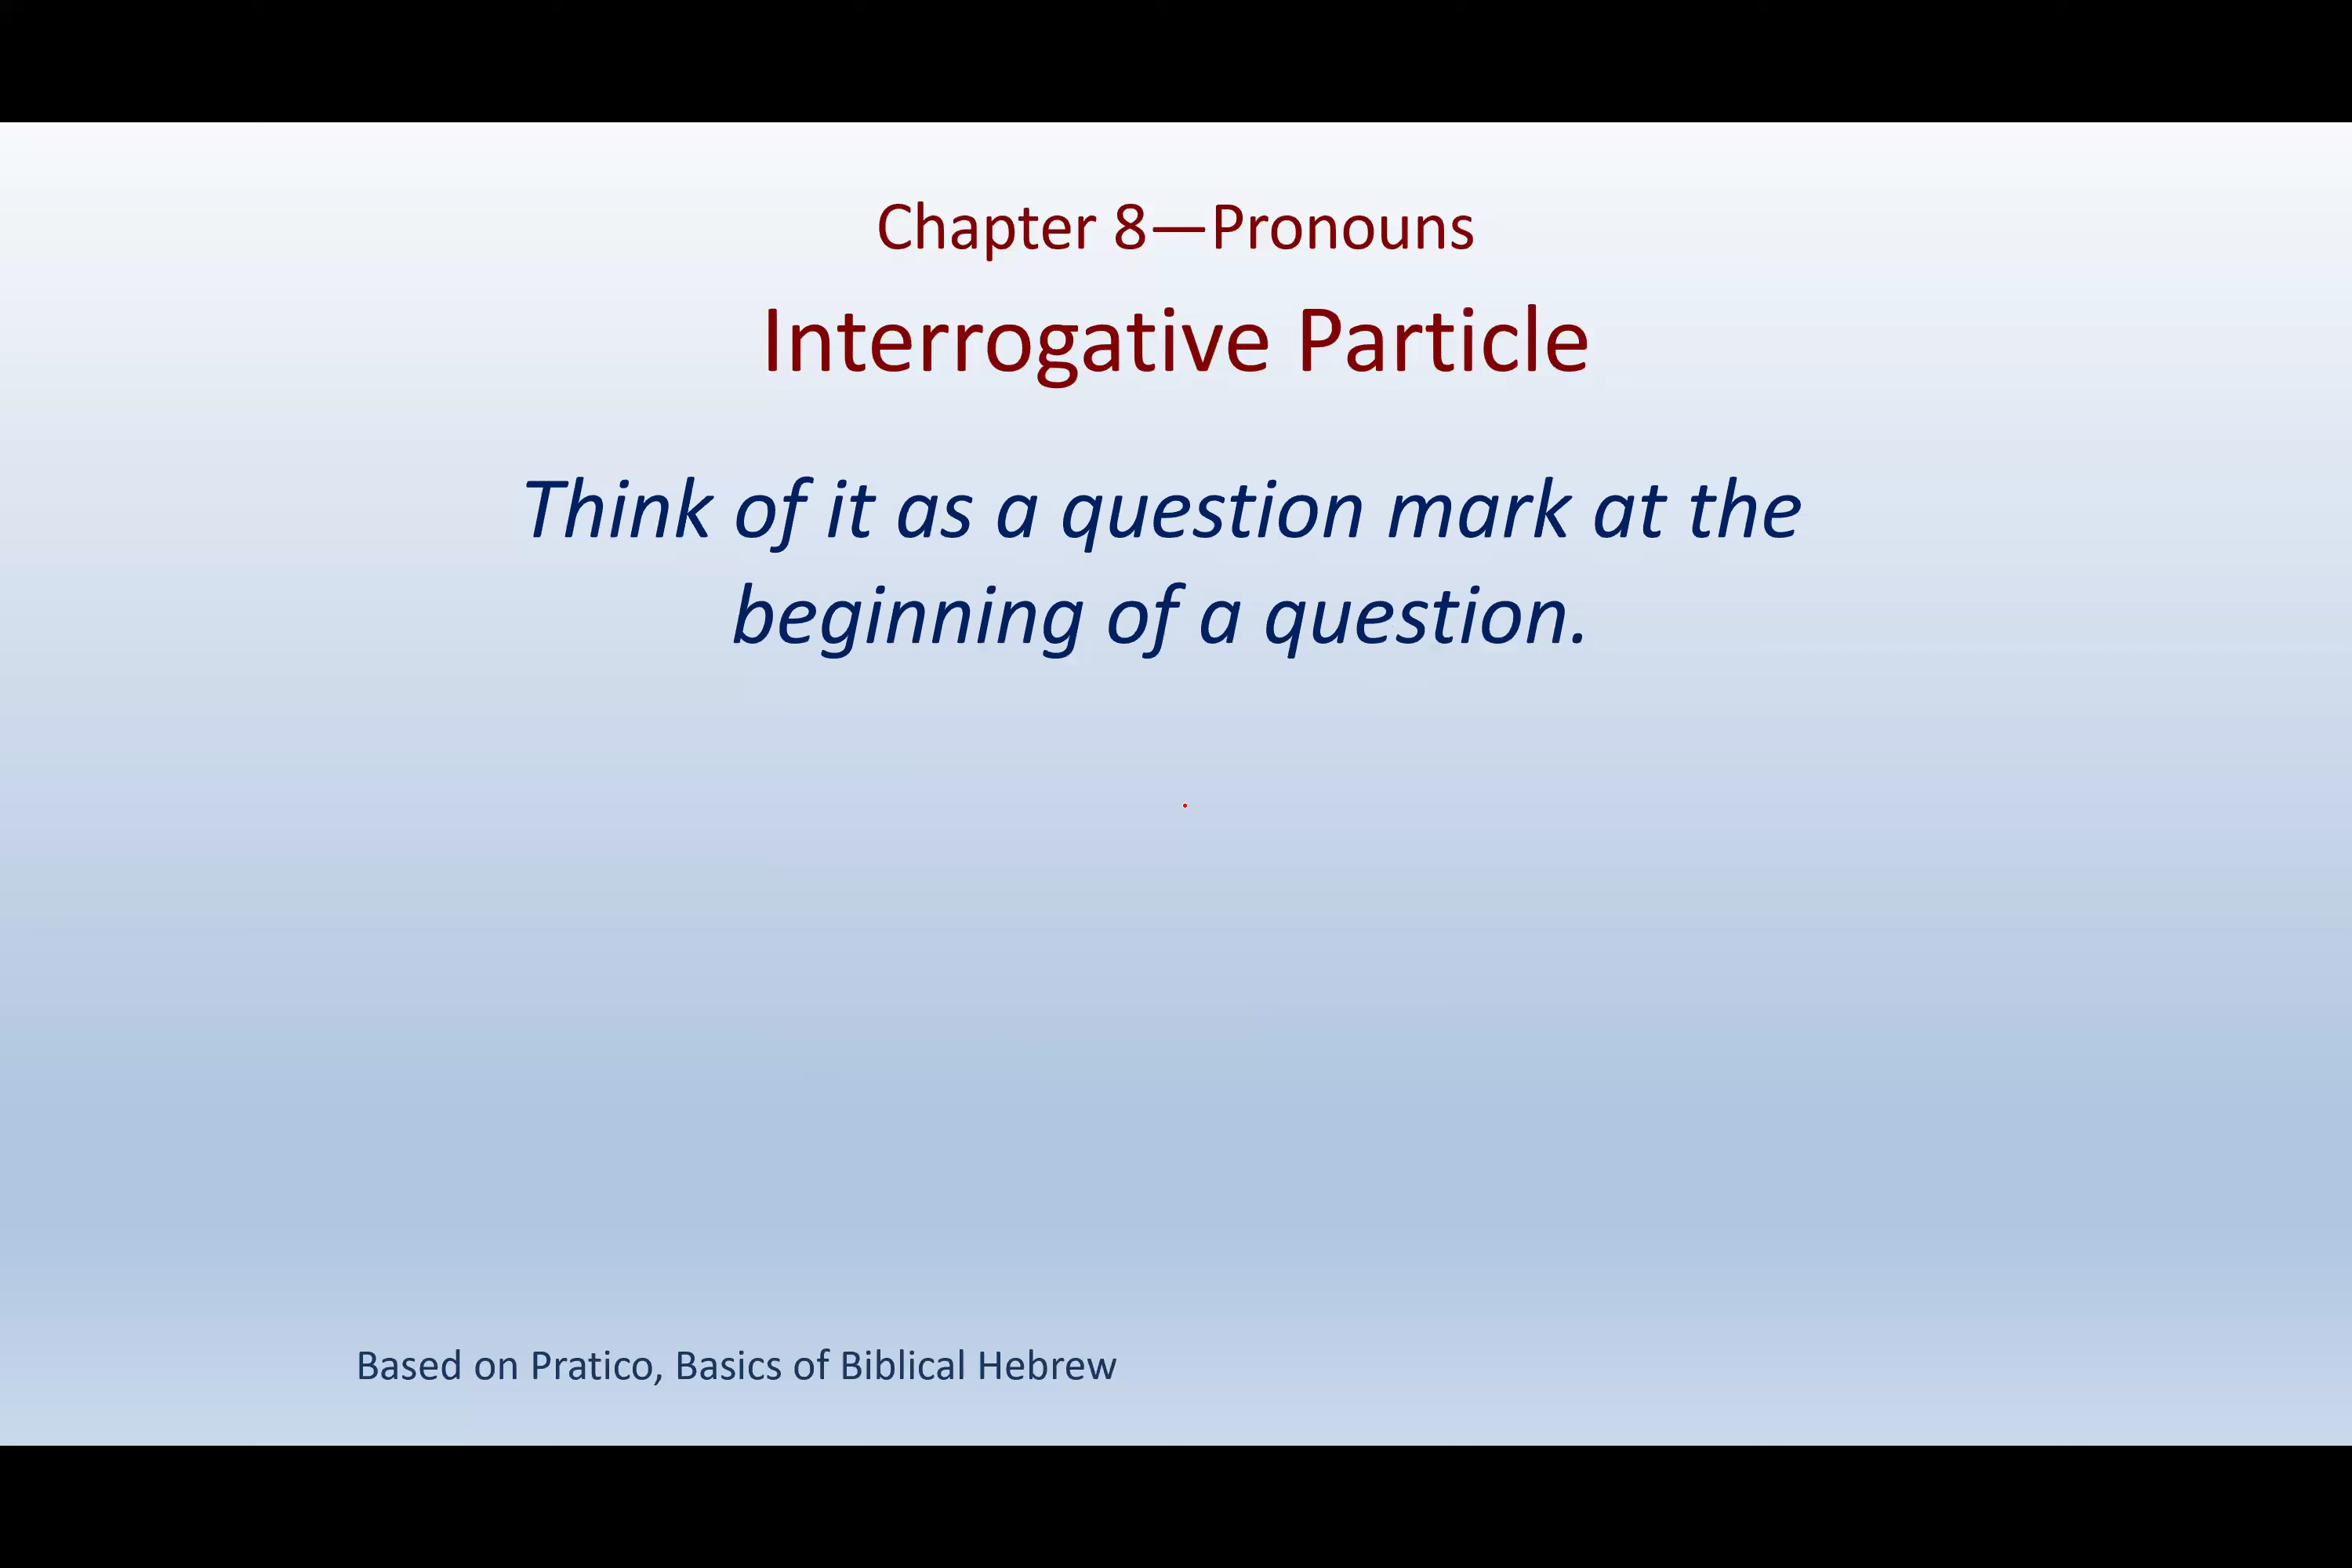 Chapter 8—Pronouns
Interrogative Particle
Think of it as a question mark at the
beginning of a question.
Based on Pratico, Basics of Biblical Hebrew